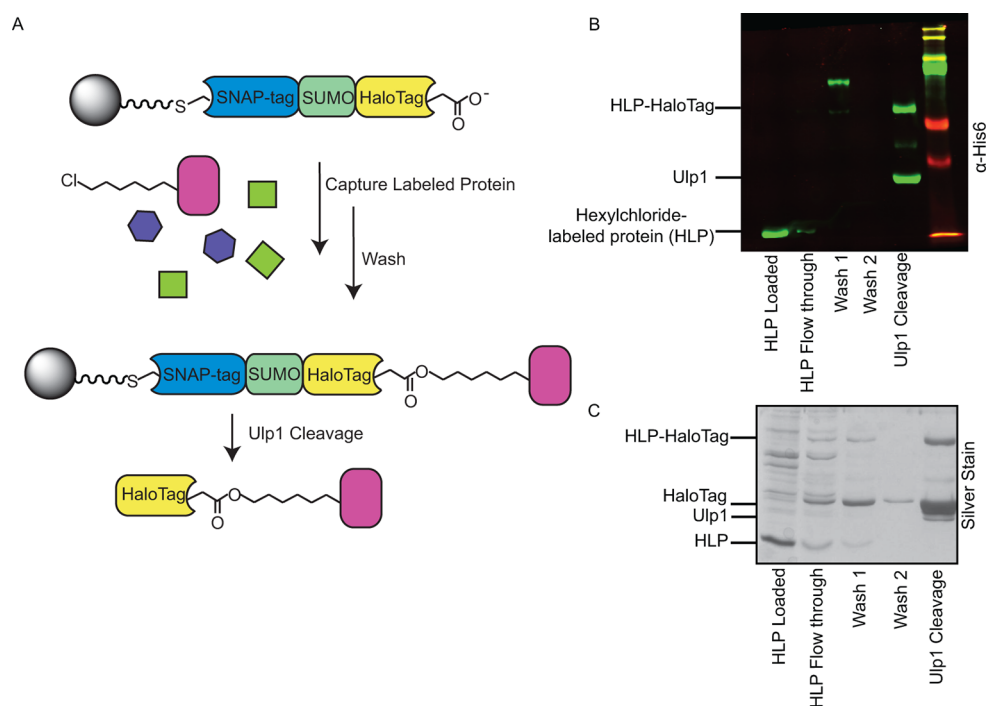 A
S
SNAP-tag
SUMO
HaloTag
O
O⁻
Cl
Capture Labeled Protein
Wash
S
SNAP-tag
SUMO
HaloTag
O
O
Ulp1 Cleavage
HaloTag
O
O
B
HLP-HaloTag
Ulp1
Hexylchloride-
labeled protein (HLP)
α-His6
HLP Loaded
HLP Flow through
Wash 1
Wash 2
Ulp1 Cleavage
C
HLP-HaloTag
HaloTag
Ulp1
HLP
Silver Stain
HLP Loaded
HLP Flow through
Wash 1
Wash 2
Ulp1 Cleavage